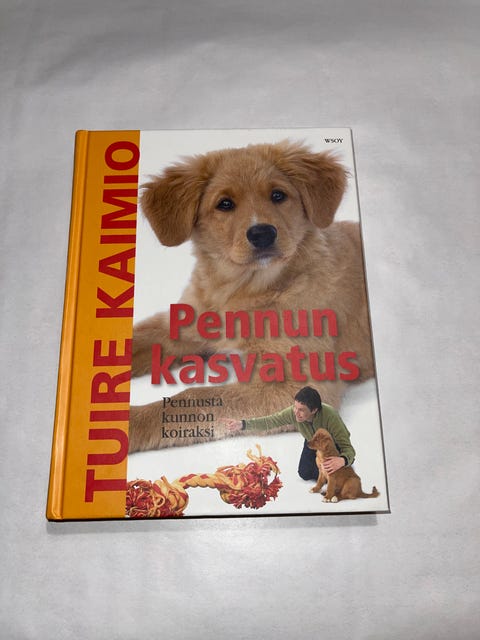 WSOY
TUIRE KAIMIO
Pennun
kasvatus
Pennusta
kunnon
koiraksi